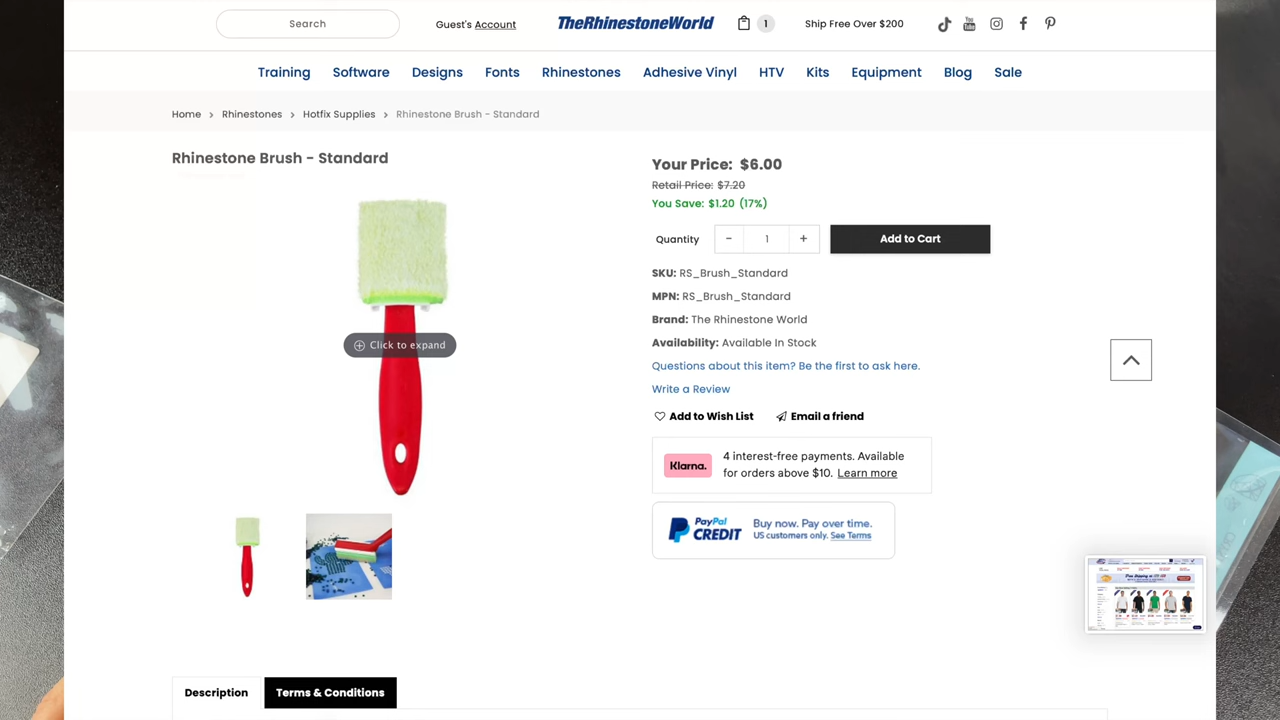 Search
Guest's Account
TheRhinestoneWorld
1
Ship Free Over $200
You Tube
Training Software Designs Fonts Rhinestones Adhesive Vinyl HTV Kits Equipment Blog Sale
Home > Rhinestones > Hotfix Supplies > Rhinestone Brush - Standard
Rhinestone Brush - Standard
Your Price: $6.00
Retail Price: $7.20
You Save: $1.20 (17%)
Quantity - 1 + Add to Cart
SKU: RS_Brush_Standard
MPN: RS_Brush_Standard
Brand: The Rhinestone World
Availability: Available In Stock
Questions about this item? Be the first to ask here.
Write a Review
Add to Wish List Email a friend
Click to expand
Klarna.
4 interest-free payments. Available
for orders above $10. Learn more
PayPal
CREDIT
Buy now. Pay over time.
US customers only. See Terms
Description Terms & Conditions